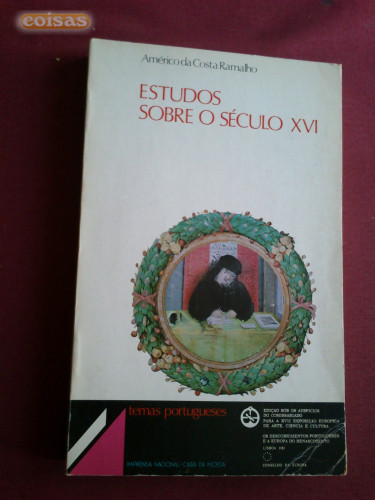 coisas
Américo da Costa Ramalho
ESTUDOS
SOBRE O SÉCULO XVI
temas portugueses
IMPRENSA NACIONAL-CASA DA MOEDA
EDIÇÃO SOB OS AUSPÍCIOS
DO COMISSARIADO
PARA A XVII EXPOSIÇÃO EUROPEIA
DE ARTE, CIÊNCIA E CULTURA
OS DESCOBRIMENTOS PORTUGUESES
E A EUROPA DO RENASCIMENTO
CONSELHO DA EUROPA